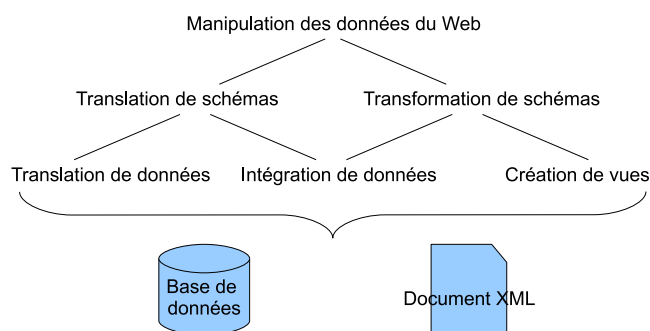 Manipulation des données du Web
Translation de schémas
Transformation de schémas
Translation de données
Intégration de données
Création de vues
Base de
données
Document XML